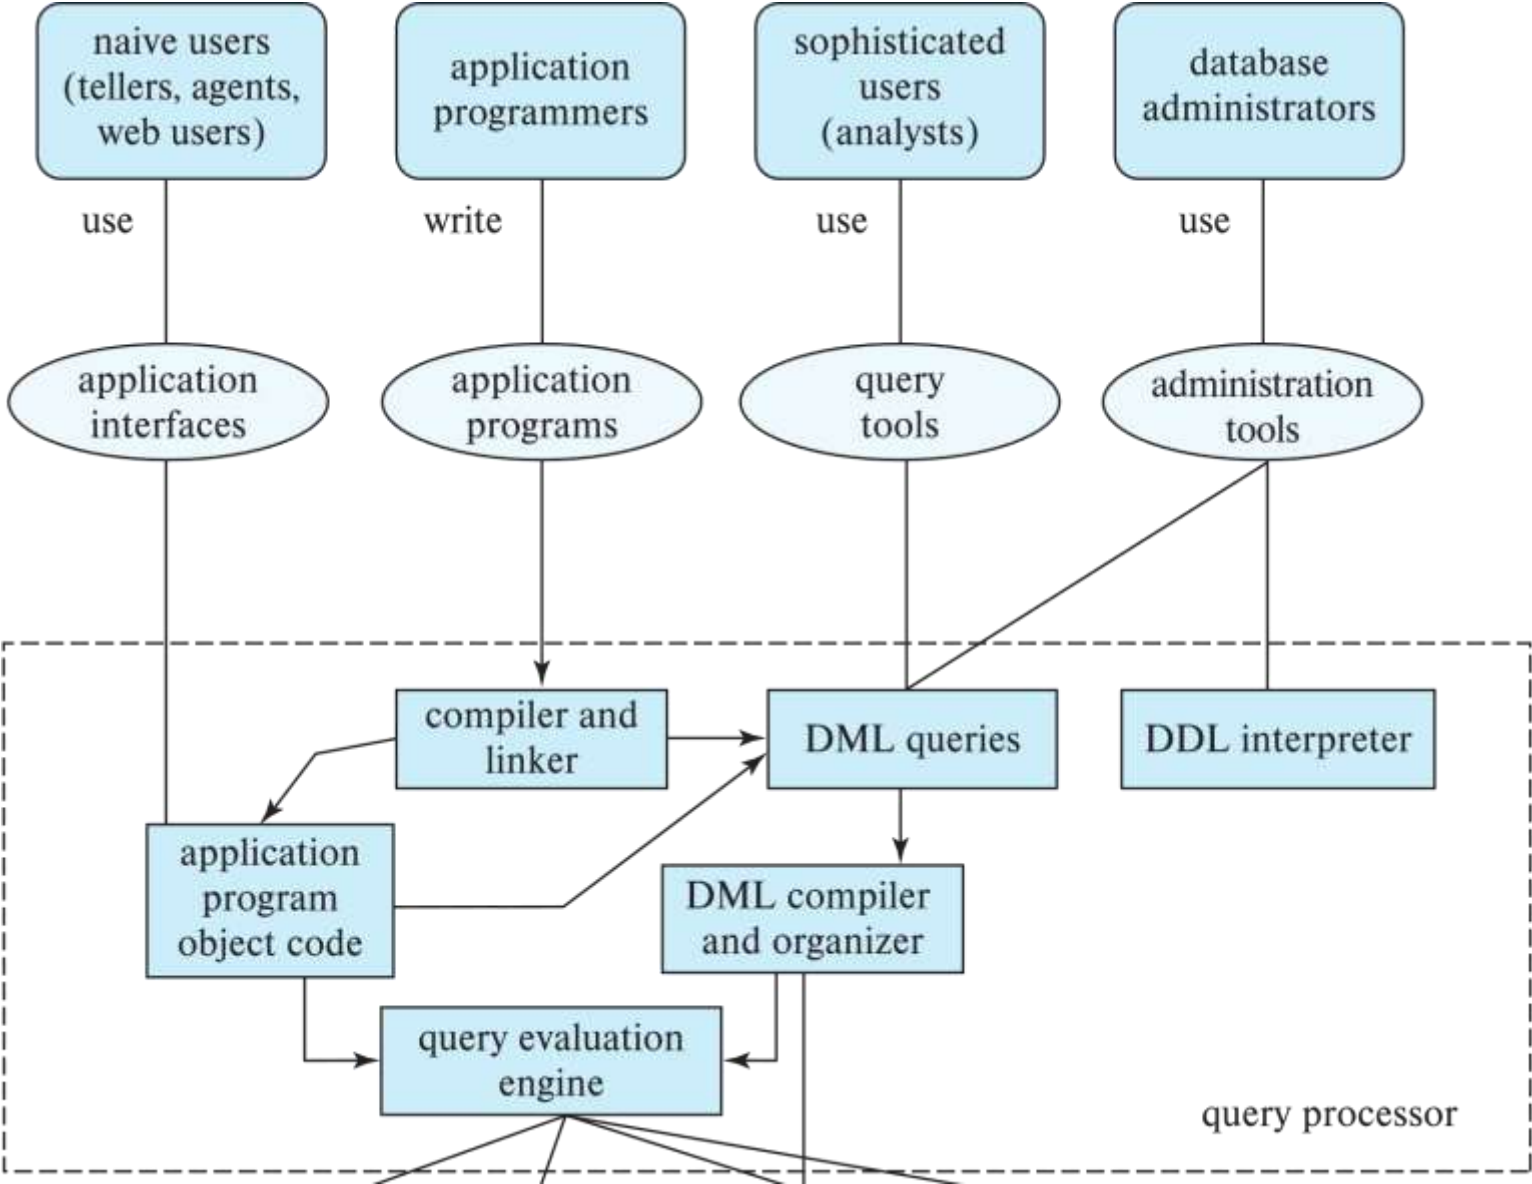 naive users
(tellers, agents,
web users)
application
programmers
sophisticated
users
(analysts)
database
administrators
use
write
use
use
application
interfaces
application
programs
query
tools
administration
tools
compiler and
linker
DML queries
DDL interpreter
application
program
object code
DML compiler
and organizer
query evaluation
engine
query processor